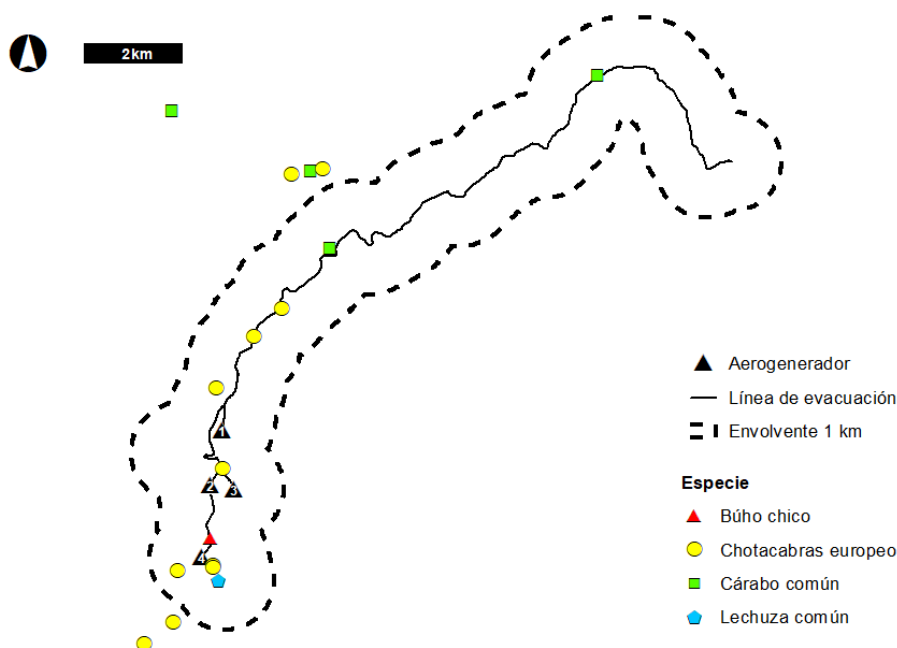 2km
1
2
3
4
Aerogenerador
Línea de evacuación
Envolvente 1 km
Especie
Búho chico
Chotacabras europeo
Cárabo común
Lechuza común